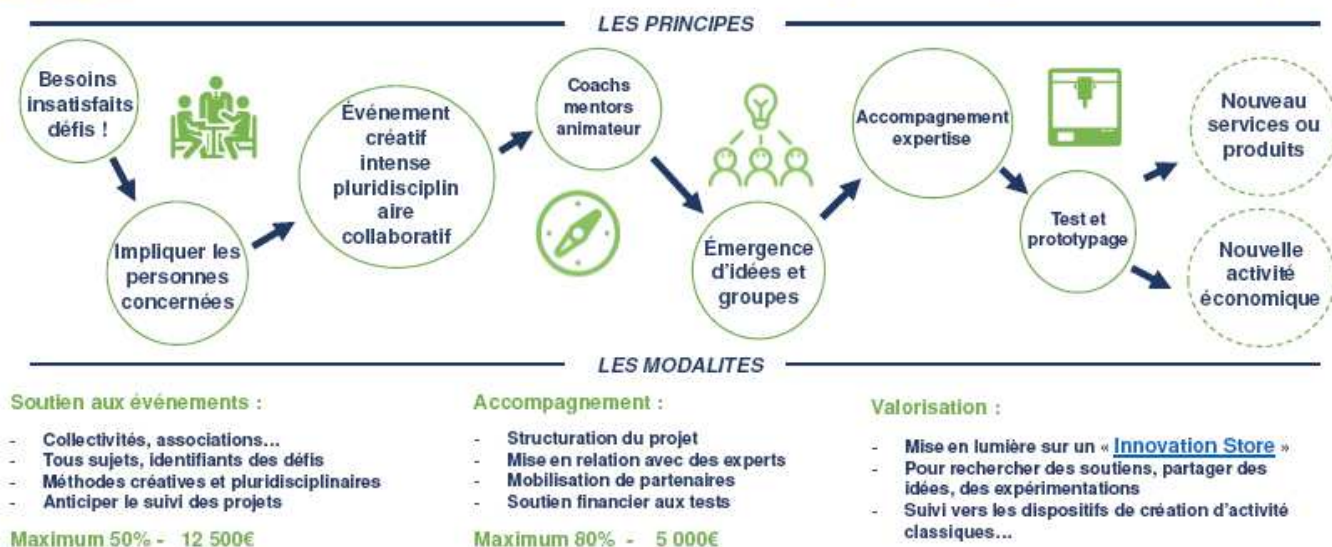 LES PRINCIPES
Besoins
insatisfaits
défis !
Impliquer les
personnes
concernées
Événement
créatif
intense
pluridisciplin
aire
collaboratif
Coachs
mentors
animateur
Émergence
d'idées et
groupes
Accompagnement
expertise
Test et
prototypage
Nouveau
services ou
produits
Nouvelle
activité
économique
LES MODALITES
Soutien aux événements :
- Collectivités, associations…
- Tous sujets, identifiants des défis
- Méthodes créatives et pluridisciplinaires
- Anticiper le suivi des projets
Maximum 50% - 12 500€
Accompagnement :
- Structuration du projet
- Mise en relation avec des experts
- Mobilisation de partenaires
- Soutien financier aux tests
Maximum 80% - 5 000€
Valorisation :
- Mise en lumière sur un « Innovation Store »
- Pour rechercher des soutiens, partager des
idées, des expérimentations
- Suivi vers les dispositifs de création d'activité
classiques…